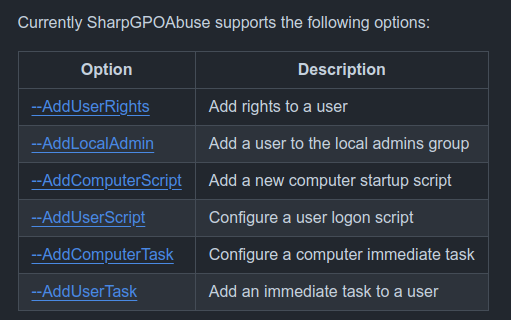 Currently SharpGPOAbuse supports the following options:
Option Description
--AddUserRights Add rights to a user
--AddLocalAdmin Add a user to the local admins group
--AddComputerScript Add a new computer startup script
--AddUserScript Configure a user logon script
--AddComputerTask Configure a computer immediate task
--AddUserTask Add an immediate task to a user